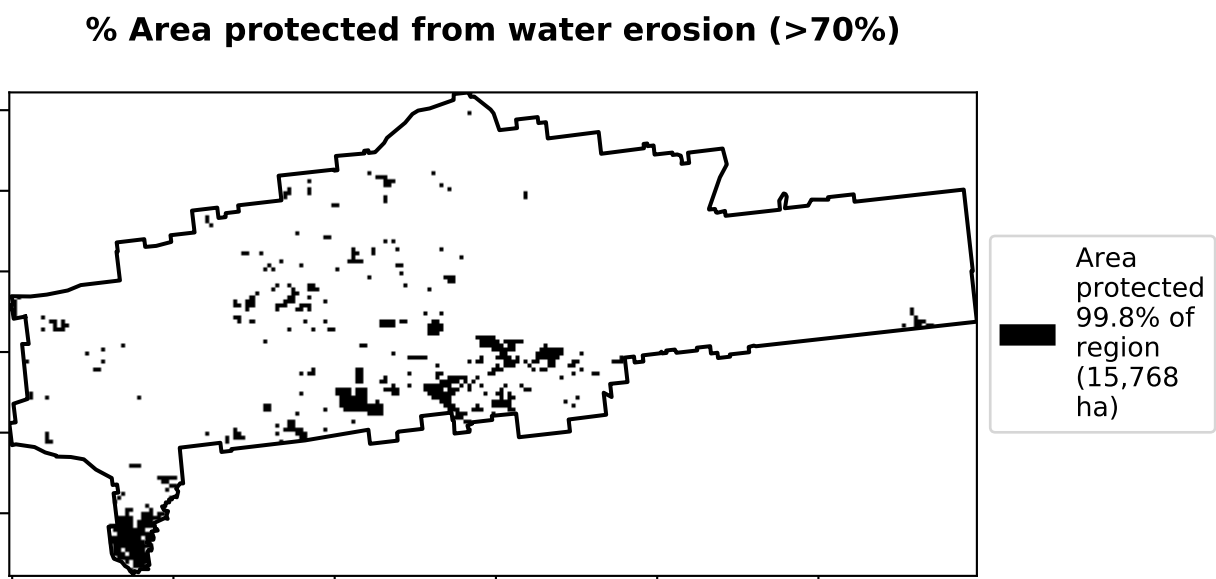 % Area protected from water erosion (>70%)
Area
protected
99.8% of
region
(15,768
ha)